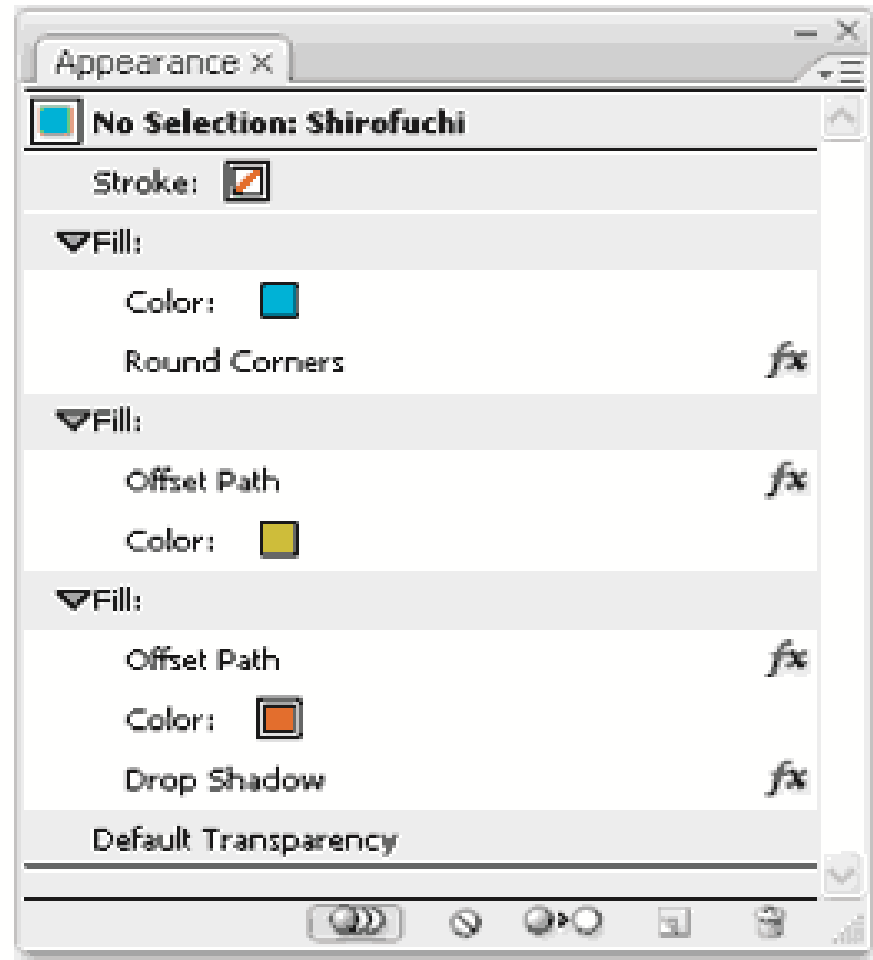 Appearance ×
No Selection: Shirofuchi
Stroke:
Fill:
Color:
Round Corners fx
Fill:
Offset Path fx
Color:
Fill:
Offset Path fx
Color:
Drop Shadow fx
Default Transparency